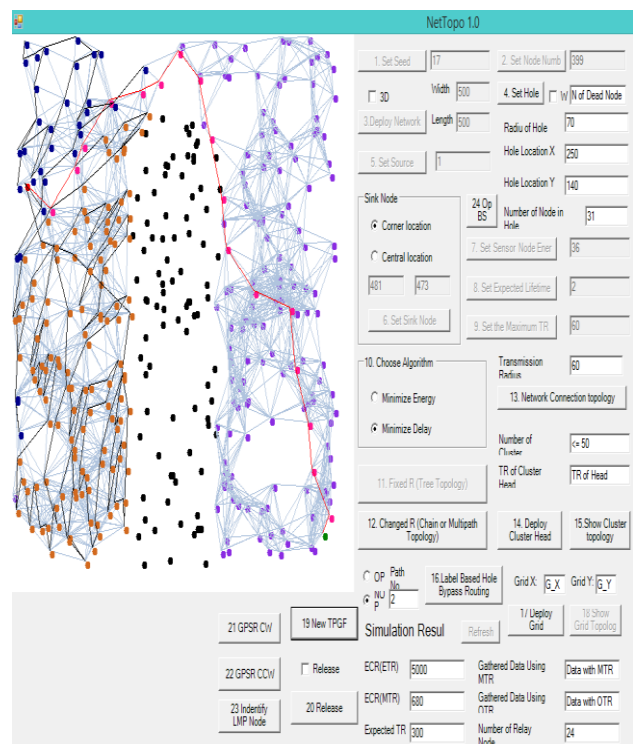 NetTopo 1.0
1. Set Seed 17 2. Set Node Numb 399
3D Width 500 4. Set Hole W N of Dead Node
3.Deploy Network Length 500 Radiu of Hole 70
5. Set Source 1 Hole Location X 250
Hole Location Y 140
Sink Node
24 Op BS Number of Node in Hole 31
Corner location
7. Set Sensor Node Ener 36
Central location
481 473 8. Set Expected Lifetime 2
6. Set Sink Node 9. Set the Maximum TR 60
10. Choose Algorithm Transmission Radius 60
Minimize Energy 13. Network Connection topology
Minimize Delay
Number of Cluster <= 50
11. Fixed R (Tree Topology) TR of Cluster Head TR of Head
12. Changed R (Chain or Multipath Topology) 14. Deploy Cluster Head 15.Show Cluster topology
OP Path No
NO P 2 16.Label Based Hole Bypass Routing Grid X: G_X Grid Y: G_Y
17 Deploy Grid 18 Show Grid Topolog
21 GPSR CW 19 New TPGF Simulation Resul Refresh
22 GPSR CCW Release ECR(ETR) 5000 Gathered Data Using MTR Data with MTR
ECR(MTR) 680 Gathered Data Using OTR Data with OTR
23 Indentify LMP Node 20 Release Expected TR 300 Number of Relay Node 24